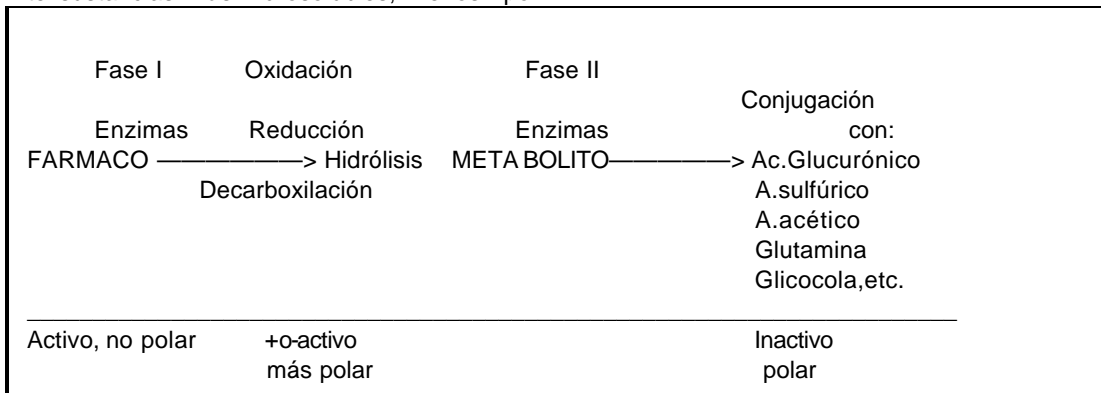 Fase I Oxidación Fase II
Conjugación
Enzimas Reducción Enzimas con:
FARMACO ——————> Hidrólisis META BOLITO—————> Ac.Glucurónico
Decarboxilación A.sulfúrico
A.acético
Glutamina
Glicocola,etc.
Activo, no polar +o-activo Inactivo
más polar polar